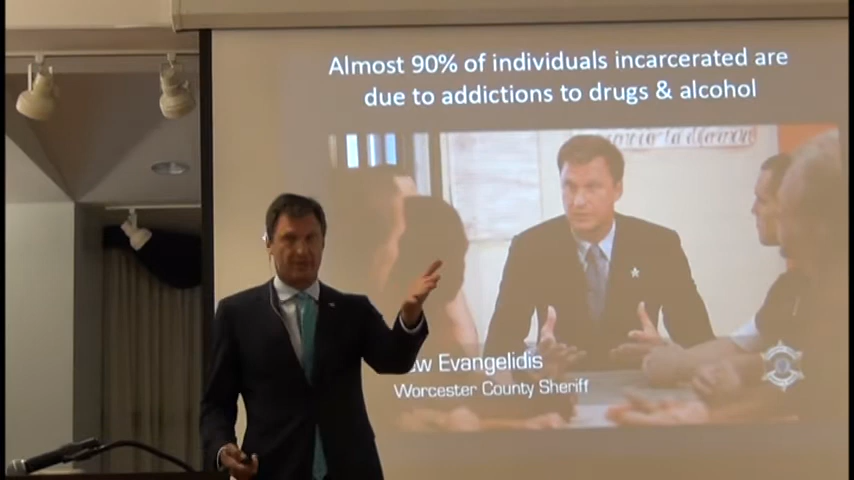 Almost 90% of individuals incarcerated are
due to addictions to drugs & alcohol
ew Evangelidis
Worcester County Sheriff